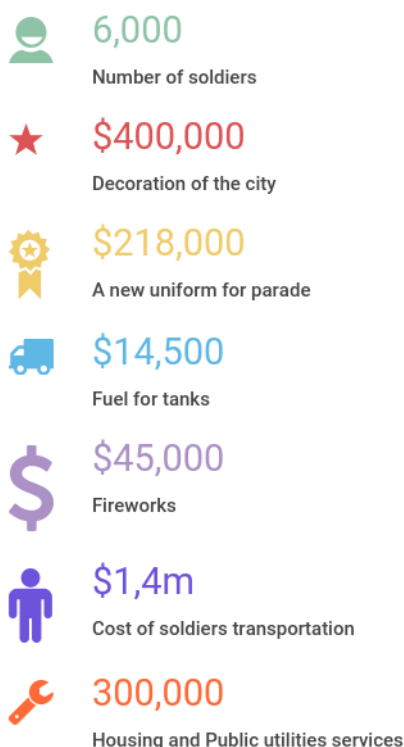 6,000
Number of soldiers
$400,000
Decoration of the city
$218,000
A new uniform for parade
$14,500
Fuel for tanks
$45,000
Fireworks
$1,4m
Cost of soldiers transportation
300,000
Housing and Public utilities services